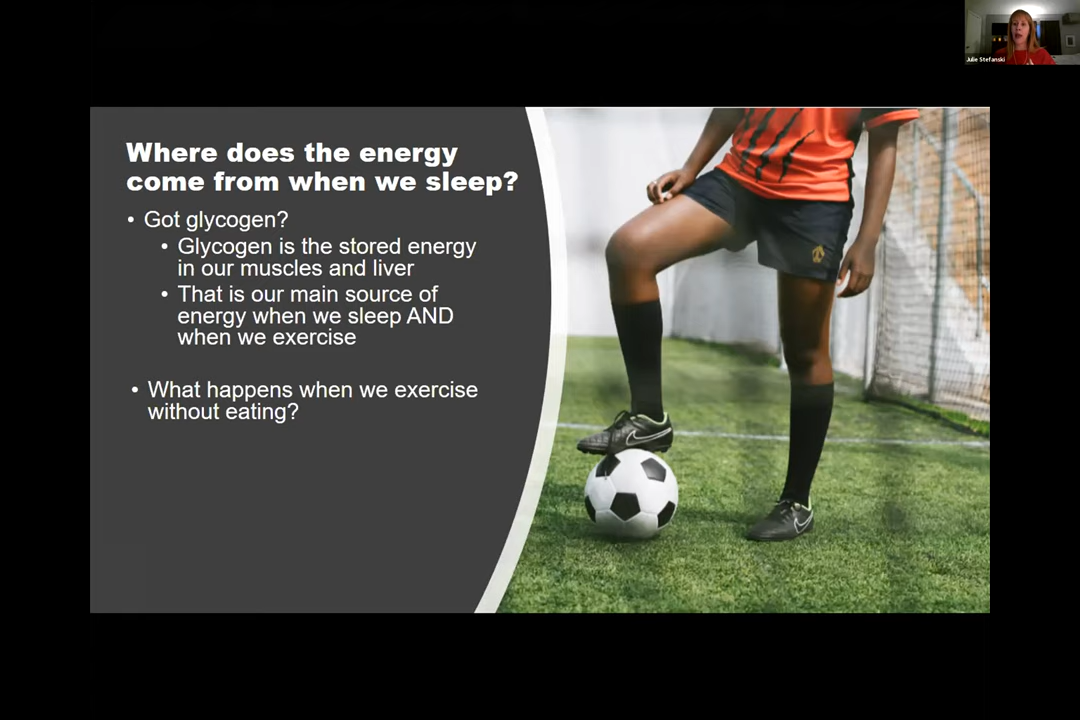 Julie Stefanski
Where does the energy
come from when we sleep?
• Got glycogen?
• Glycogen is the stored energy
in our muscles and liver
• That is our main source of
energy when we sleep AND
when we exercise
• What happens when we exercise
without eating?